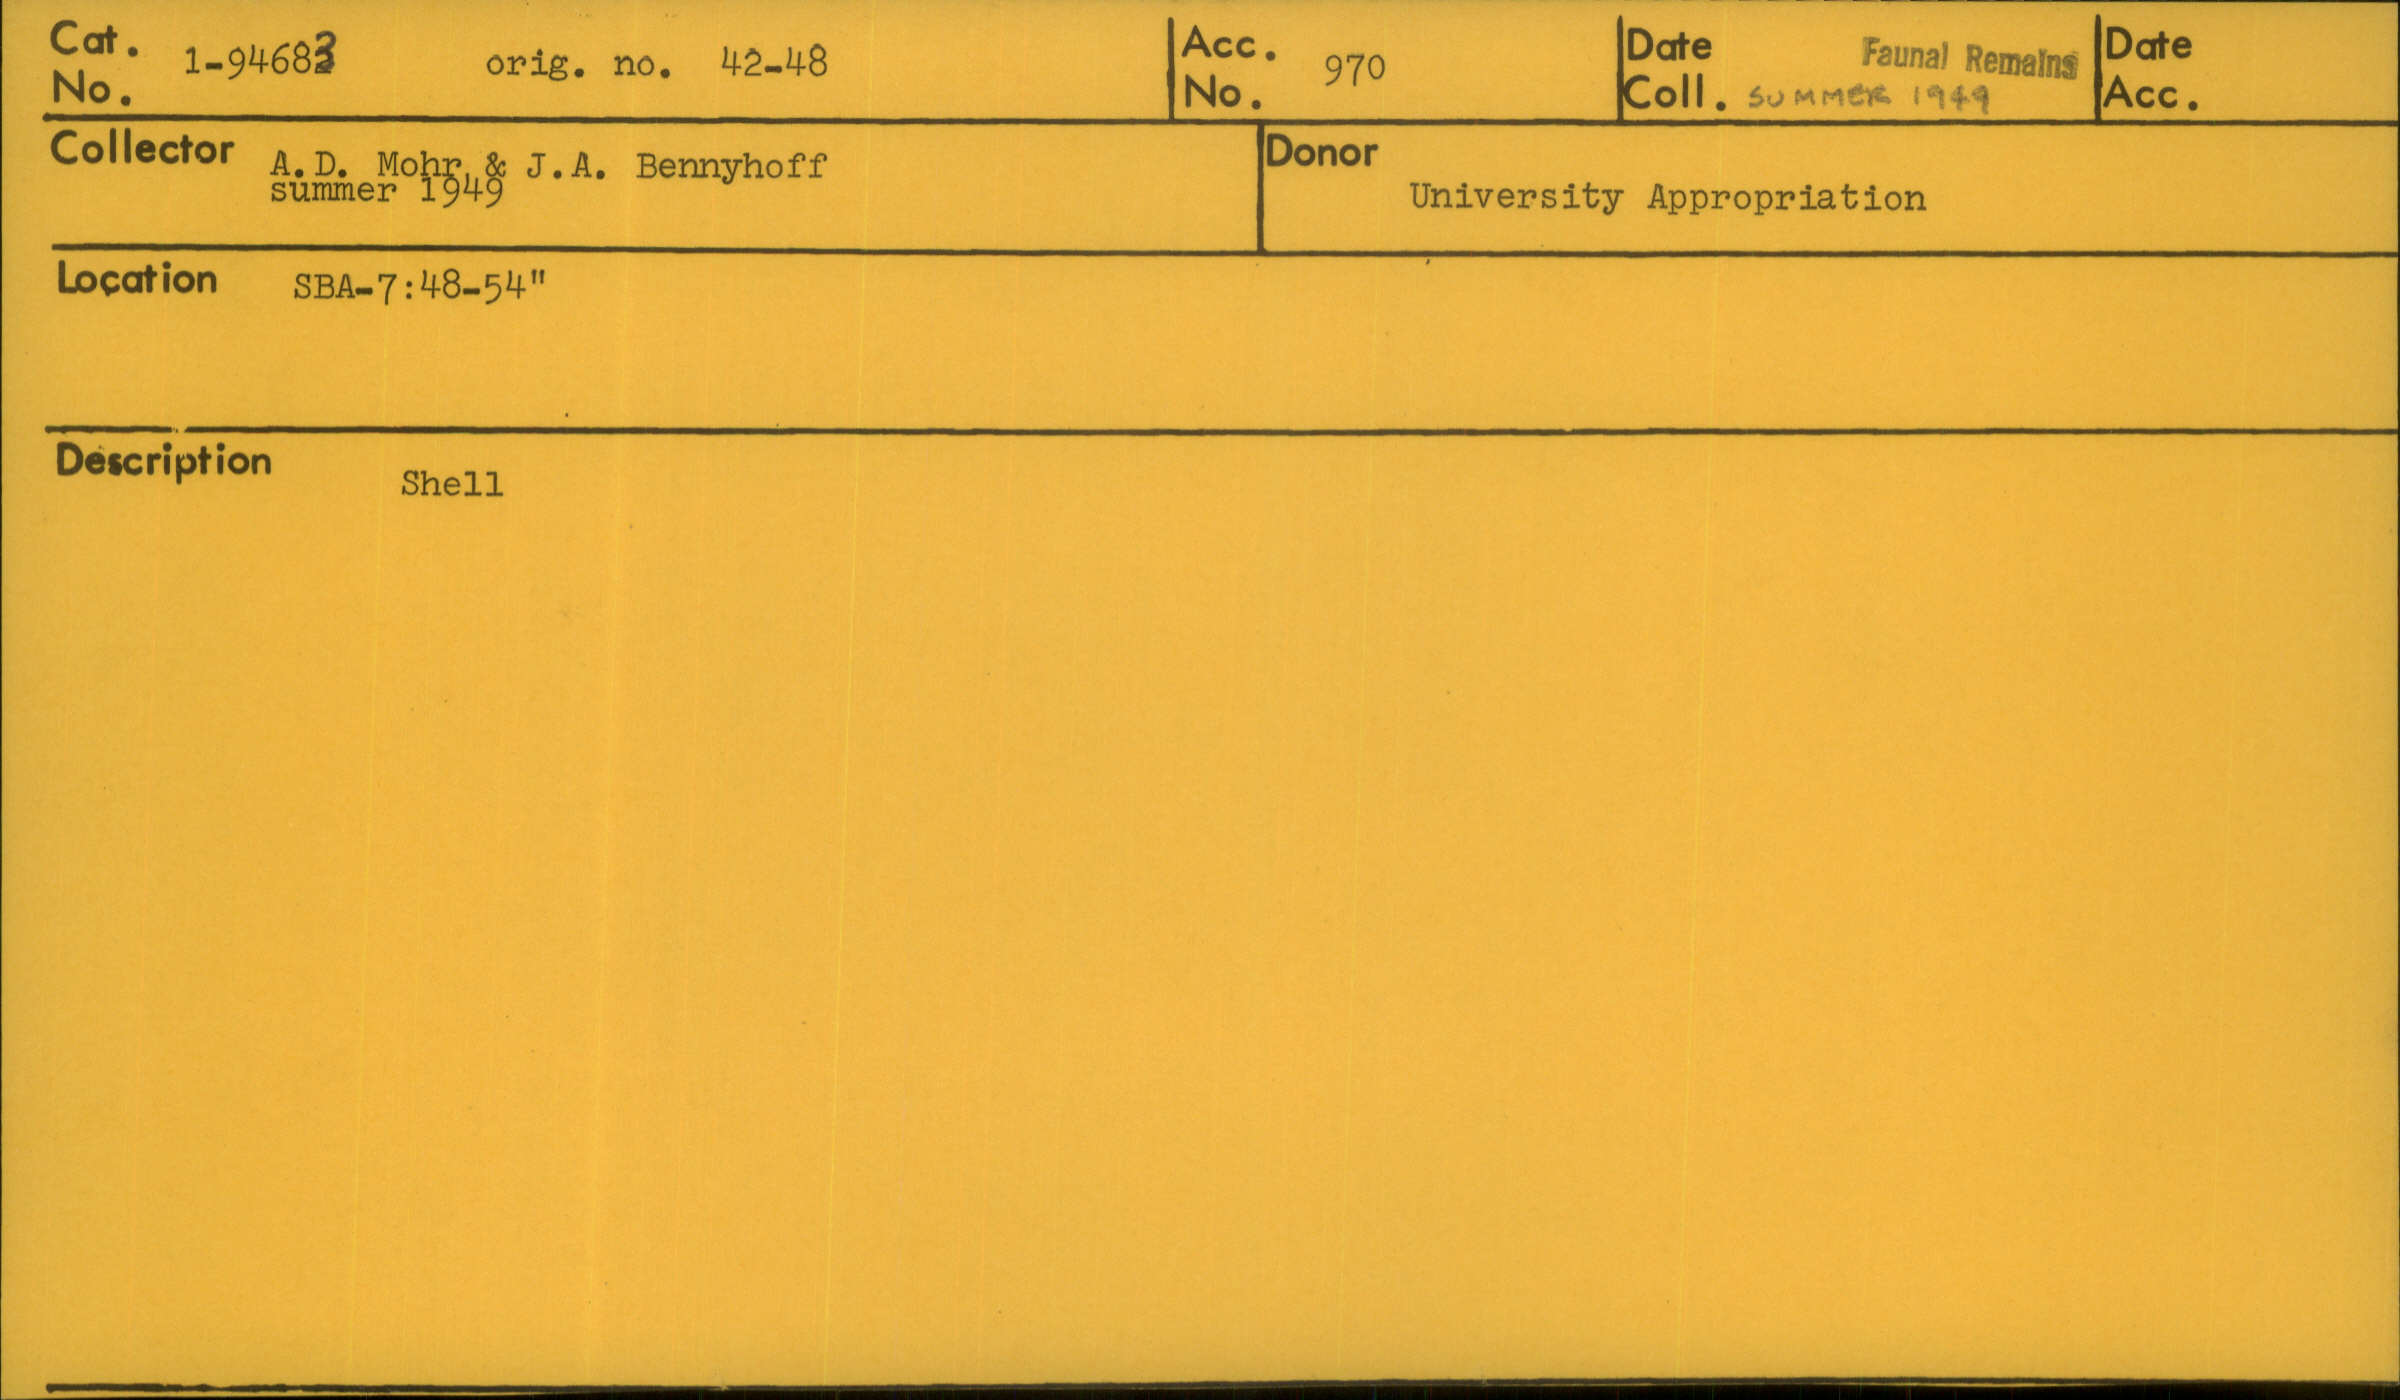 Cat. No. 1-94683 orig. no. 42-48
Acc. No. 970
Date Coll. SUMMER 1949
Faunal Remains
Date Acc.
Collector A.D. Mohr & J.A. Bennyhoff
summer 1949
Donor
University Appropriation
Location SBA-7:48-54"
Description
Shell